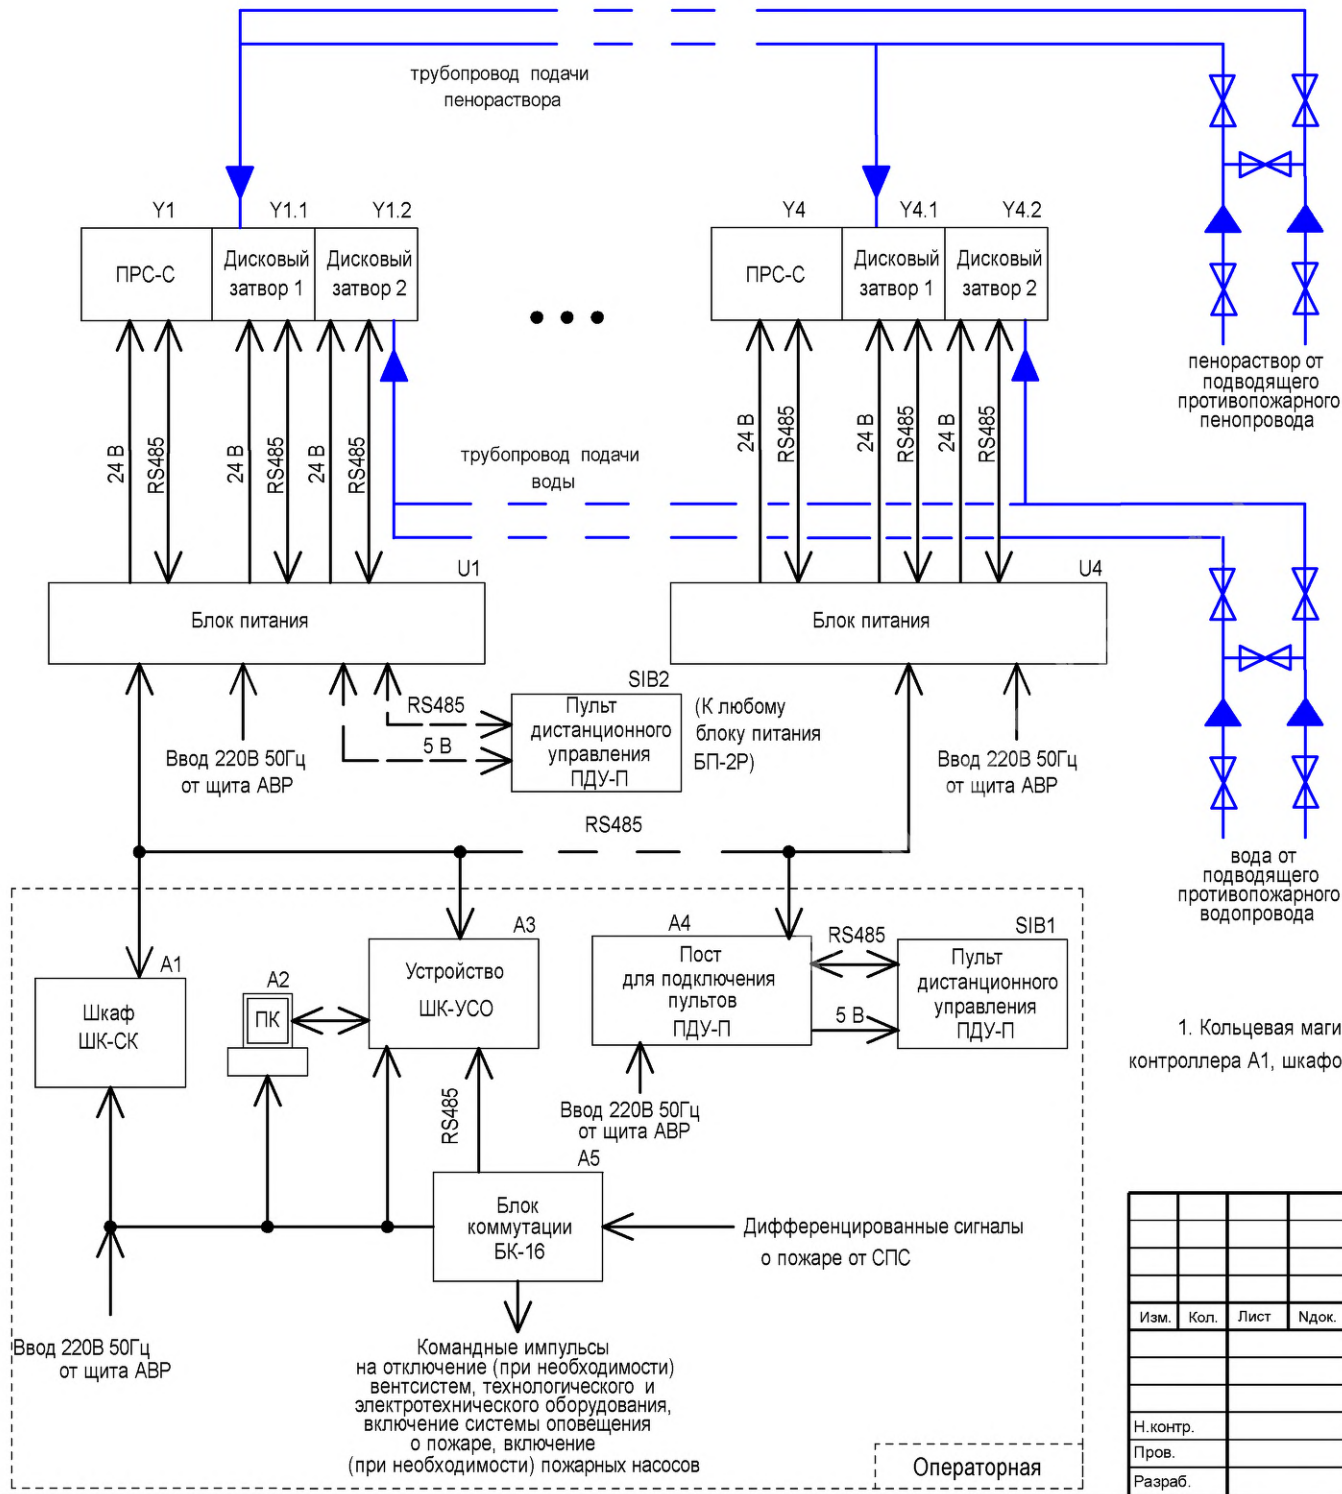 трубопровод подачи
пенораствора
Y1
Y1.1
Y1.2
Y4
Y4.1
Y4.2
ПРС-С
Дисковый
затвор 1
Дисковый
затвор 2
ПРС-С
Дисковый
затвор 1
Дисковый
затвор 2
пенораствор от
подводящего
противопожарного
пенопровода
24 В
RS485
24 В
RS485
24 В
RS485
24 В
RS485
24 В
RS485
24 В
RS485
трубопровод подачи
воды
U1
U4
Блок питания
Блок питания
SIB2
RS485
5 В
Пульт
дистанционного
управления
ПДУ-П
(К любому
блоку питания
БП-2Р)
Ввод 220В 50Гц
от щита АВР
Ввод 220В 50Гц
от щита АВР
RS485
вода от
подводящего
противопожарного
водопровода
A1
Шкаф
ШК-СК
A2
ПК
A3
Устройство
ШК-УСО
A4
Пост
для подключения
пультов
ПДУ-П
RS485
5 В
SIB1
Пульт
дистанционного
управления
ПДУ-П
1. Кольцевая маги
контроллера А1, шкафо
RS485
Ввод 220В 50Гц
от щита АВР
A5
Блок
коммутации
БК-16
Дифференцированные сигналы
о пожаре от СПС
Ввод 220В 50Гц
от щита АВР
Командные импульсы
на отключение (при необходимости)
вентсистем, технологического и
электротехнического оборудования,
включение системы оповещения
о пожаре, включение
(при необходимости) пожарных насосов
Операторная
Изм.
Кол.
Лист
Nдок.
Н.контр.
Пров.
Разраб.